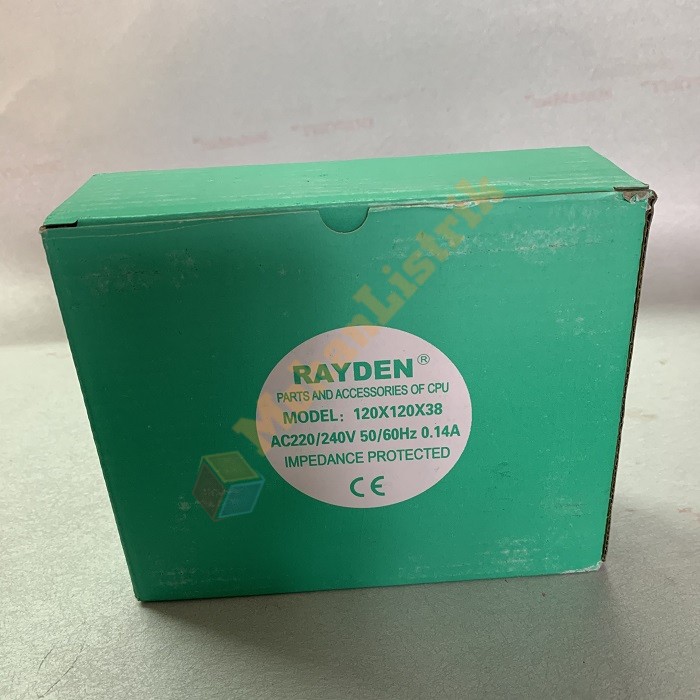 RAYDEN®
PARTS AND ACCESSORIES OF CPU
MODEL: 120X120X38
AC220/240V 50/60Hz 0.14A
IMPEDANCE PROTECTED
CE